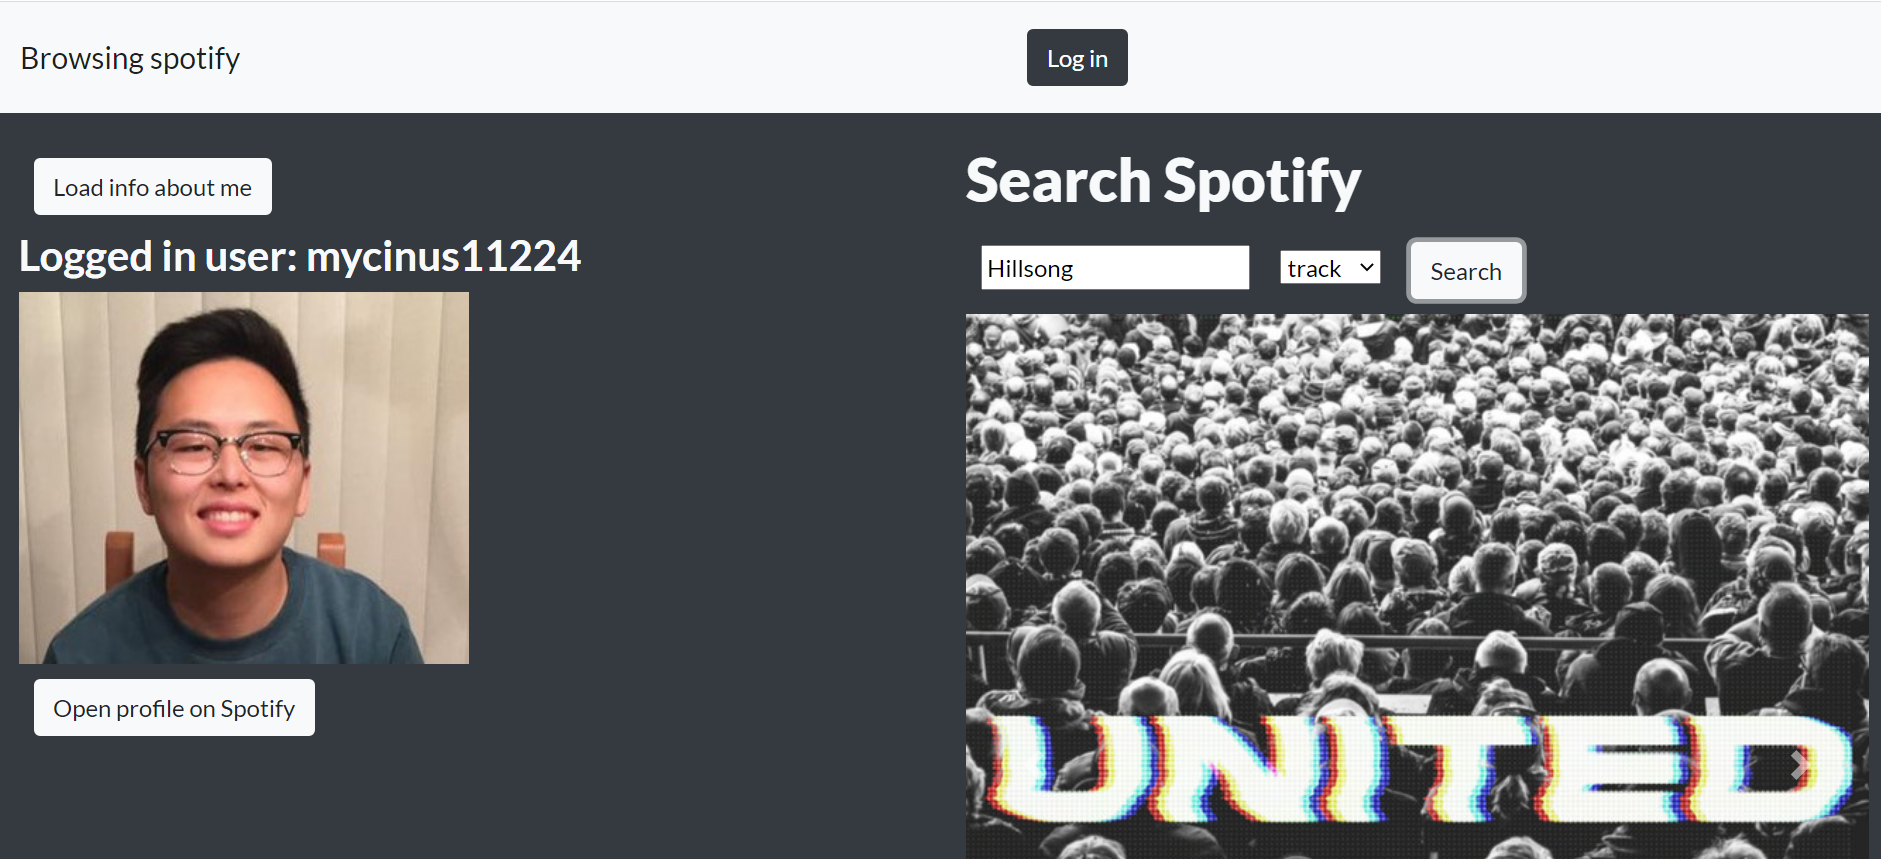 Browsing spotify
Log in
Load info about me
Logged in user: mycinus11224
Open profile on Spotify
Search Spotify
Hillsong
track
Search
UNITED